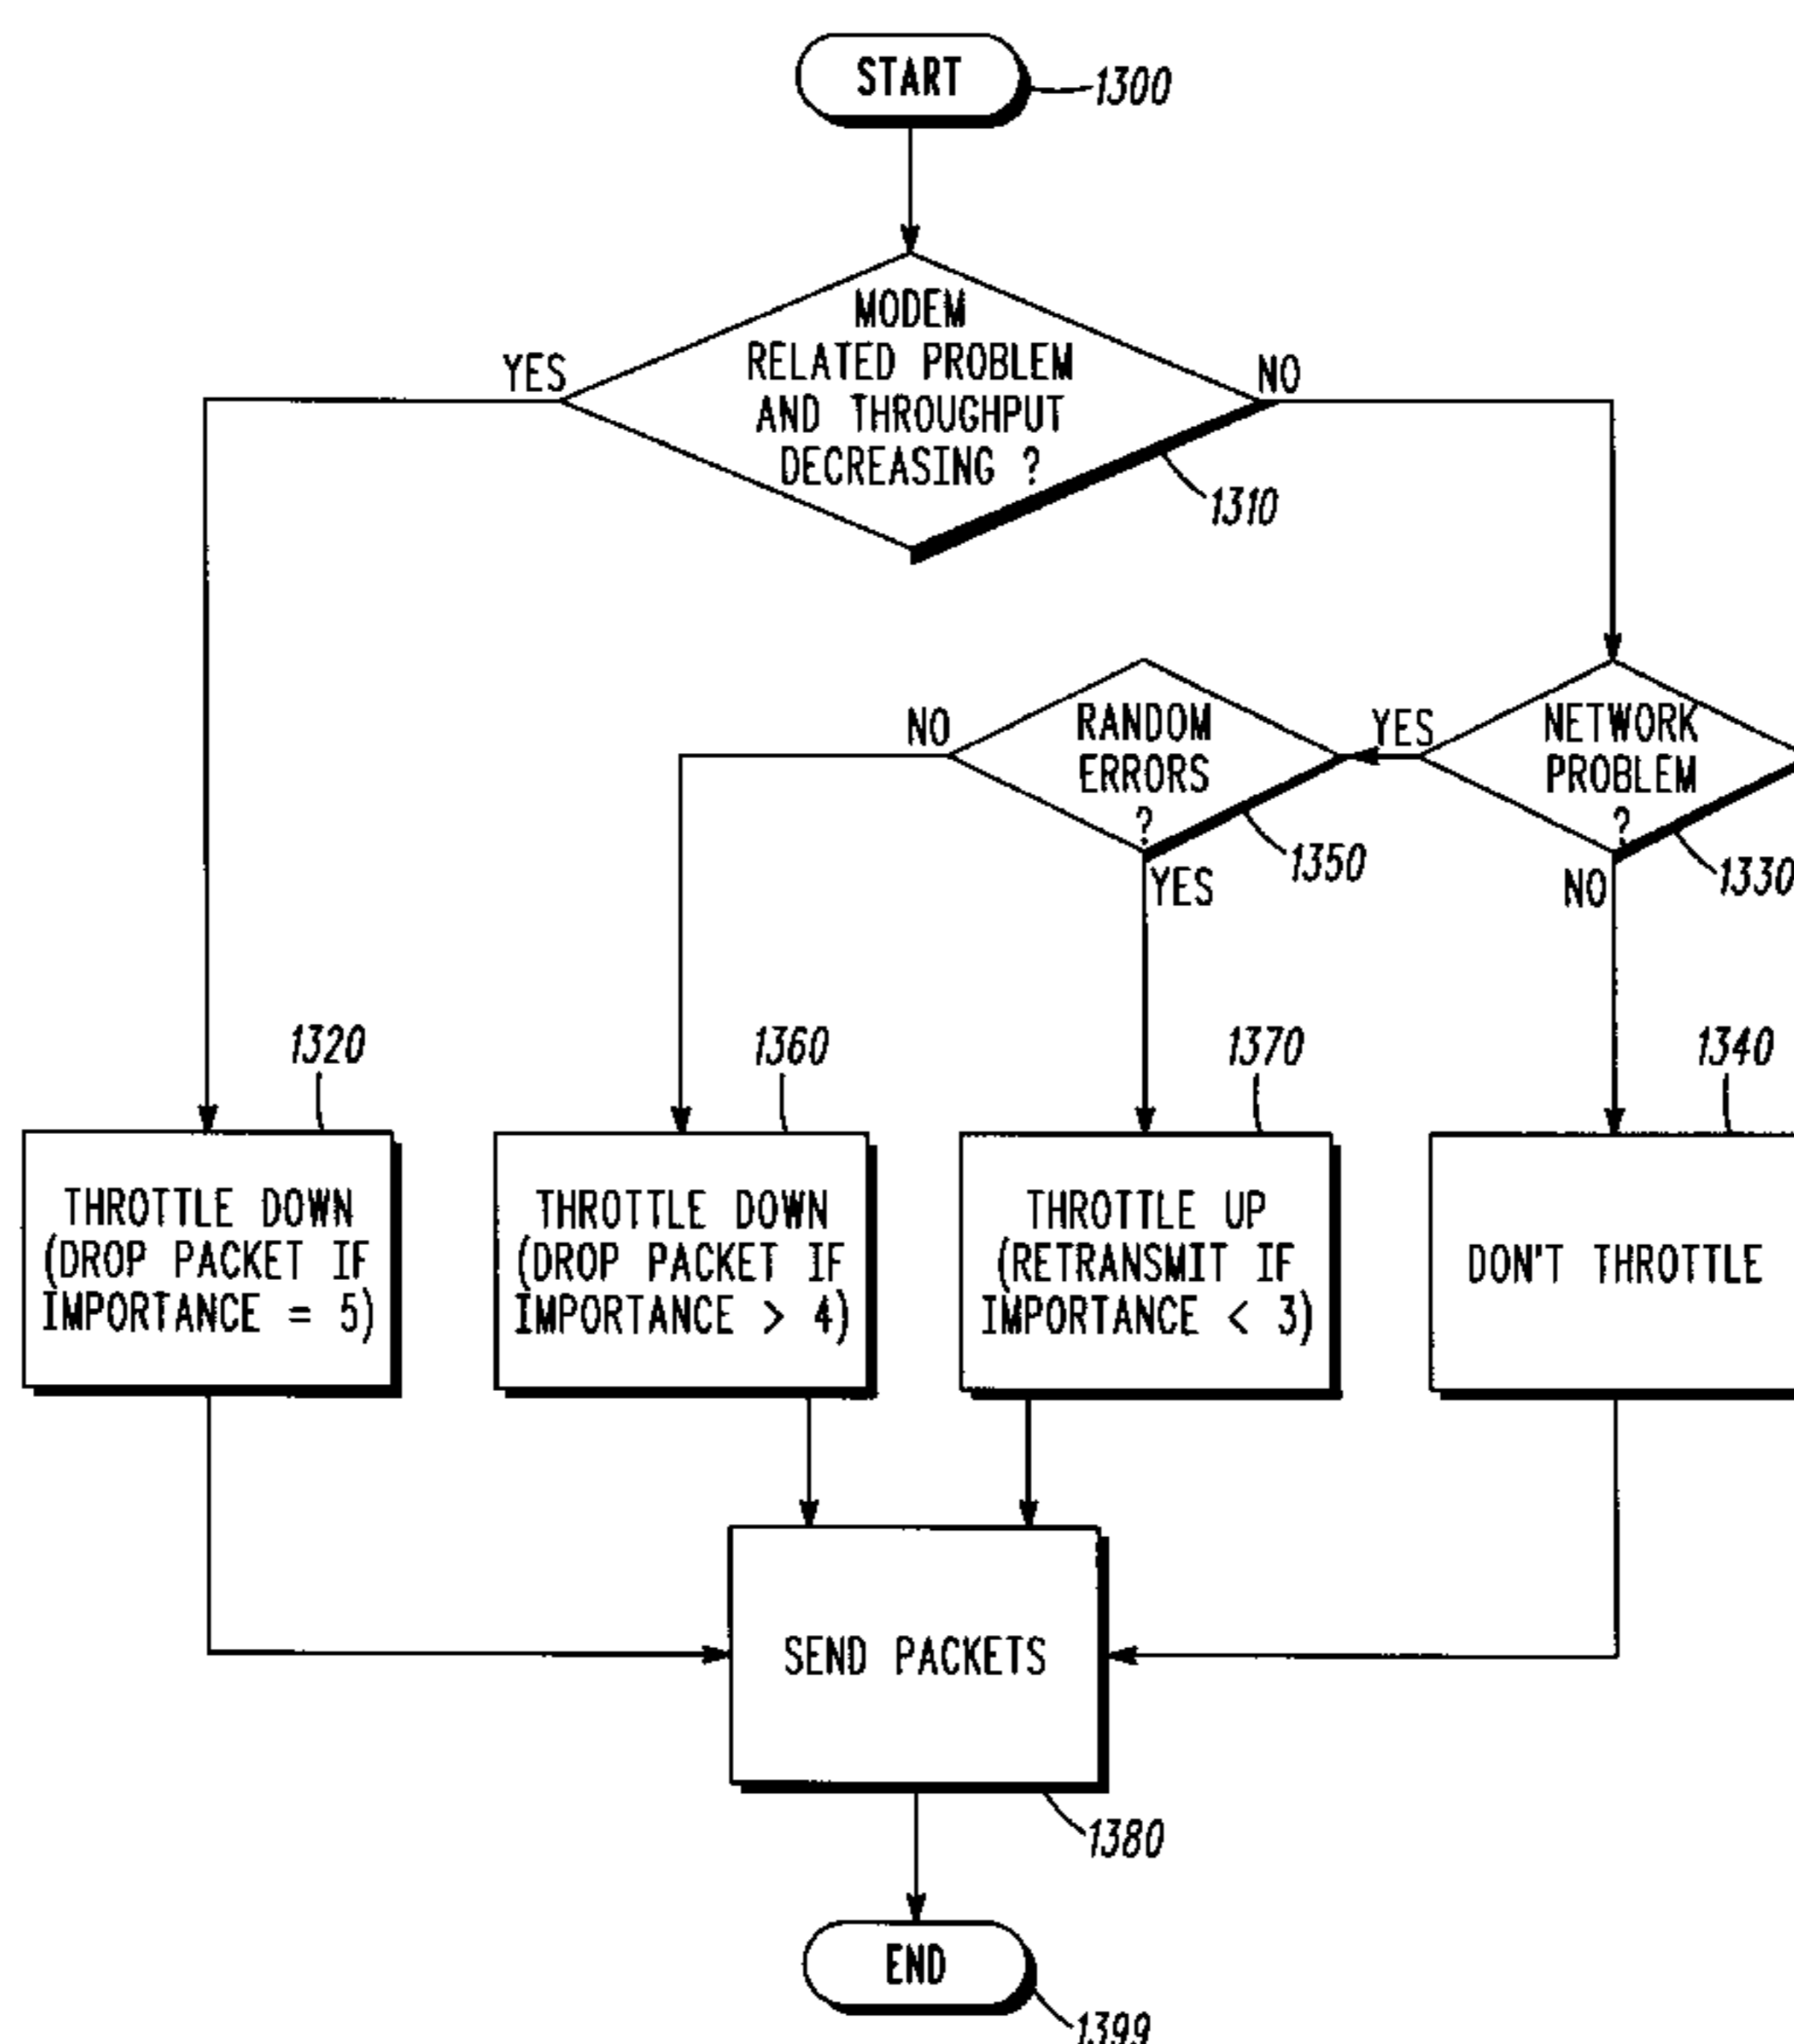 START
1300
MODEM
RELATED PROBLEM
AND THROUGHPUT
DECREASING ?
YES
NO
1310
RANDOM
ERRORS
?
NO
YES
1350
NETWORK
PROBLEM
?
YES
NO
1330
1320
THROTTLE DOWN
(DROP PACKET IF
IMPORTANCE = 5)
1360
THROTTLE DOWN
(DROP PACKET IF
IMPORTANCE > 4)
1370
THROTTLE UP
(RETRANSMIT IF
IMPORTANCE < 3)
1340
DON'T THROTTLE
SEND PACKETS
1380
END
1399